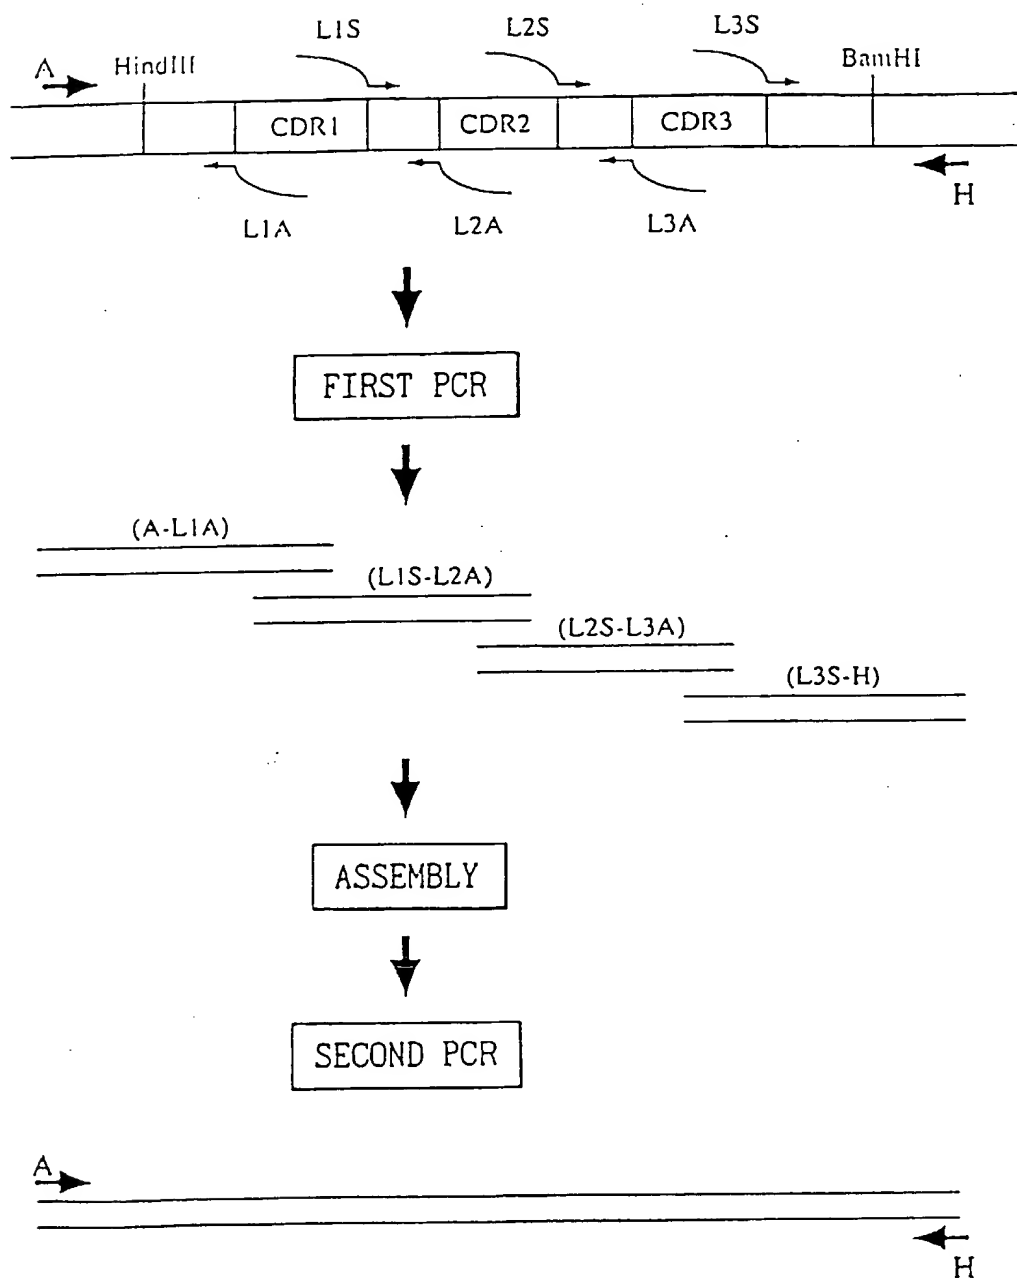 L1S
L2S
L3S
A
HindIII
BamHI
CDR1
CDR2
CDR3
L1A
L2A
L3A
H
FIRST PCR
(A-L1A)
(L1S-L2A)
(L2S-L3A)
(L3S-H)
ASSEMBLY
SECOND PCR
A
H